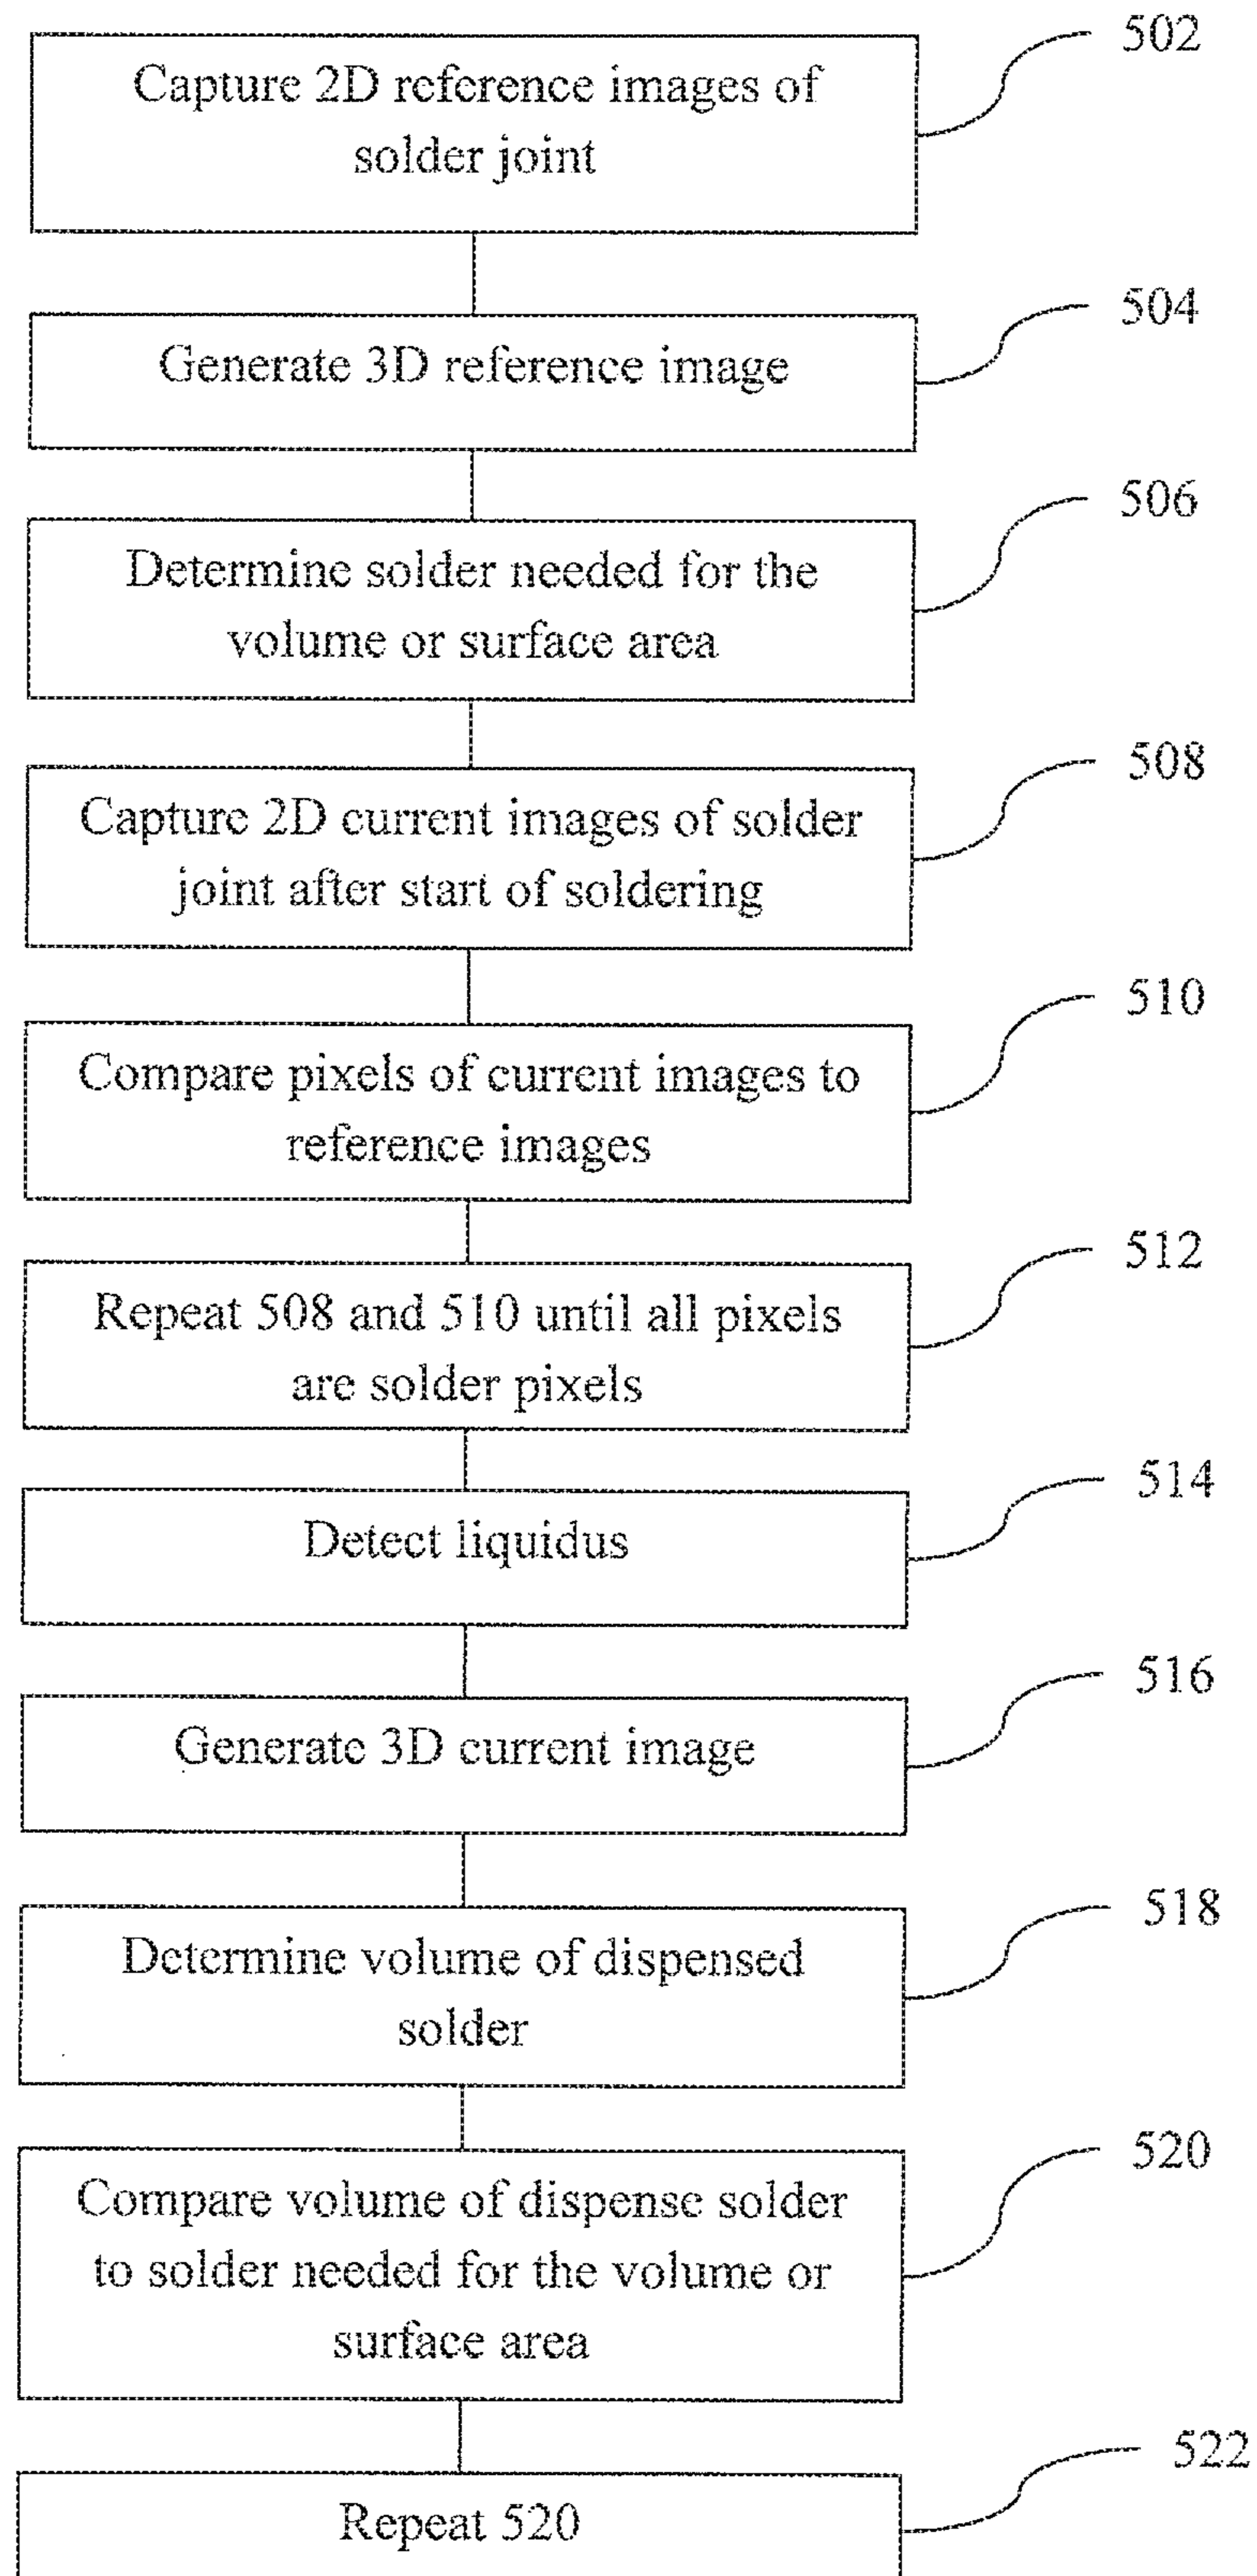 502
Capture 2D reference images of
solder joint
504
Generate 3D reference image
506
Determine solder needed for the
volume or surface area
508
Capture 2D current images of solder
joint after start of soldering
510
Compare pixels of current images to
reference images
512
Repeat 508 and 510 until all pixels
are solder pixels
514
Detect liquidus
516
Generate 3D current image
518
Determine volume of dispensed
solder
520
Compare volume of dispense solder
to solder needed for the volume or
surface area
522
Repeat 520